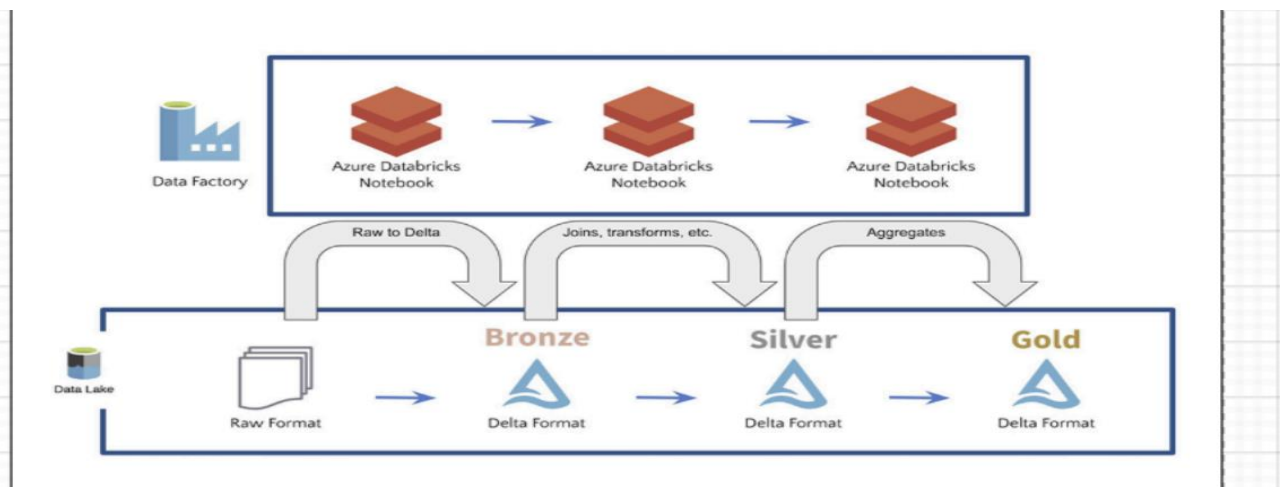 Data Factory
Azure Databricks
Notebook
Azure Databricks
Notebook
Azure Databricks
Notebook
Raw to Delta
Joins, transforms, etc.
Aggregates
Data Lake
Bronze
Silver
Gold
Raw Format
Delta Format
Delta Format
Delta Format